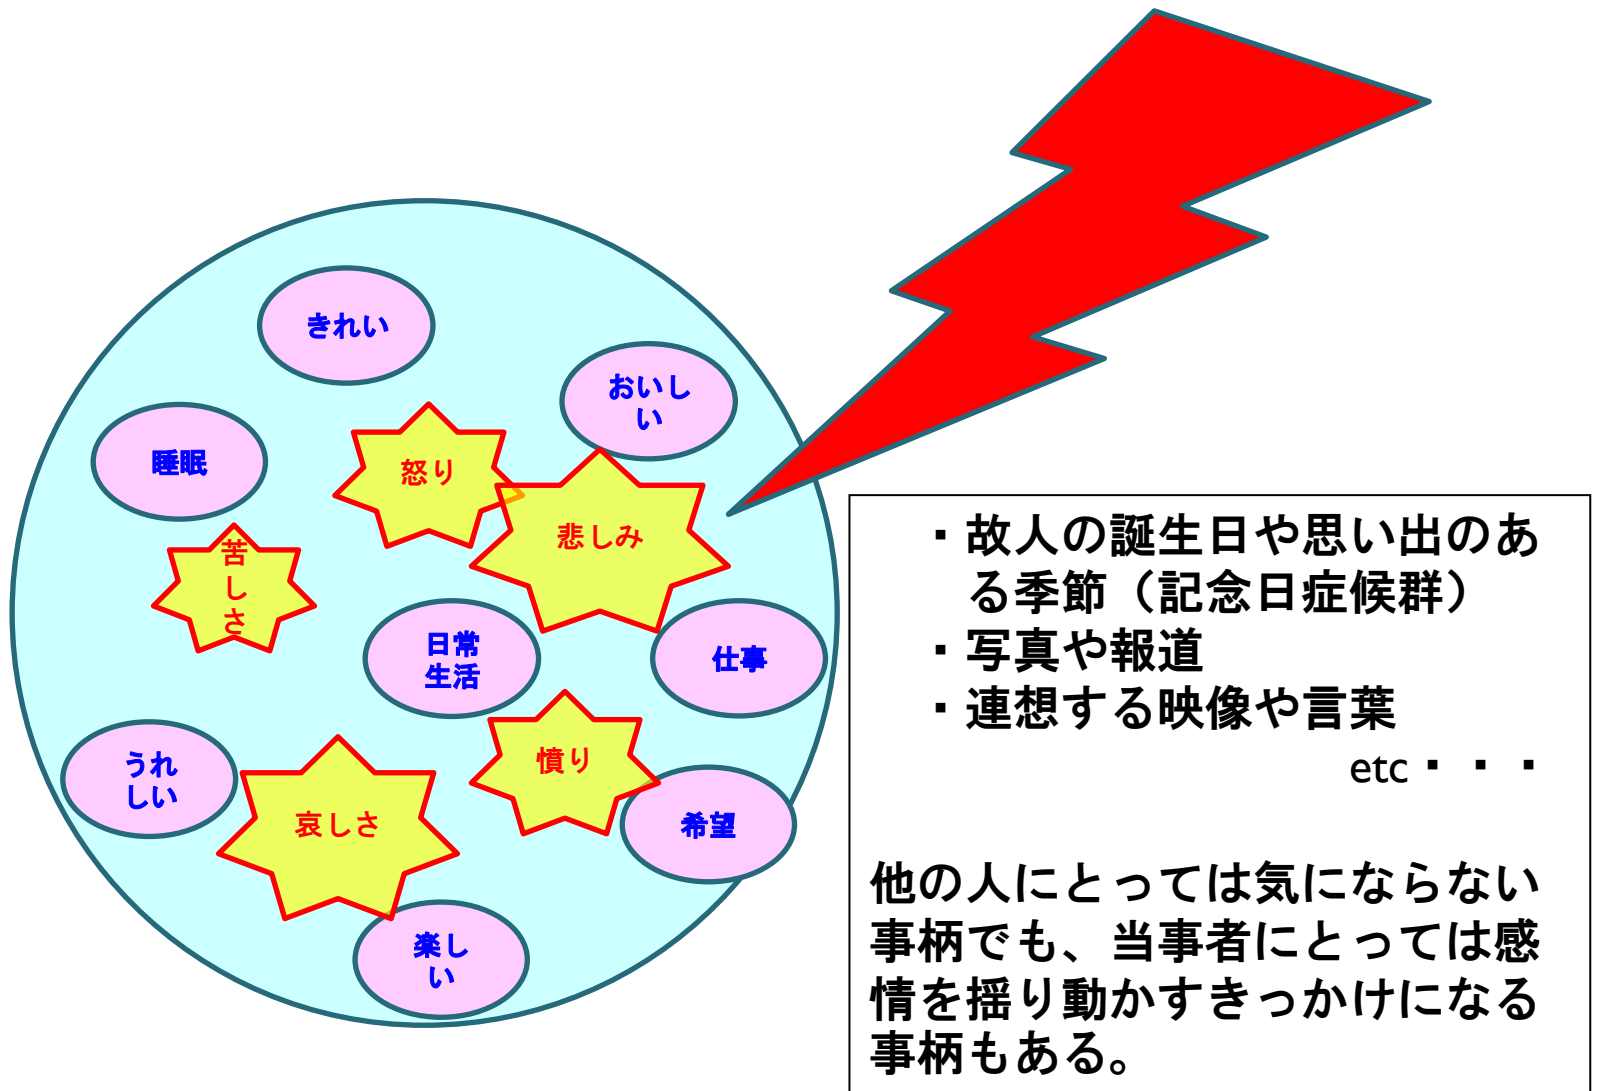 きれい
おいし
い
睡眠
怒り
悲しみ
苦
し
さ
日常
生活
仕事
うれ
しい
憤り
哀しさ
希望
楽し
い
・故人の誕生日や思い出のあ
る季節（記念日症候群）
・写真や報道
・連想する映像や言葉
etc・・・
他の人にとっては気にならない
事柄でも、当事者にとっては感
情を揺り動かすきっかけになる
事柄もある。